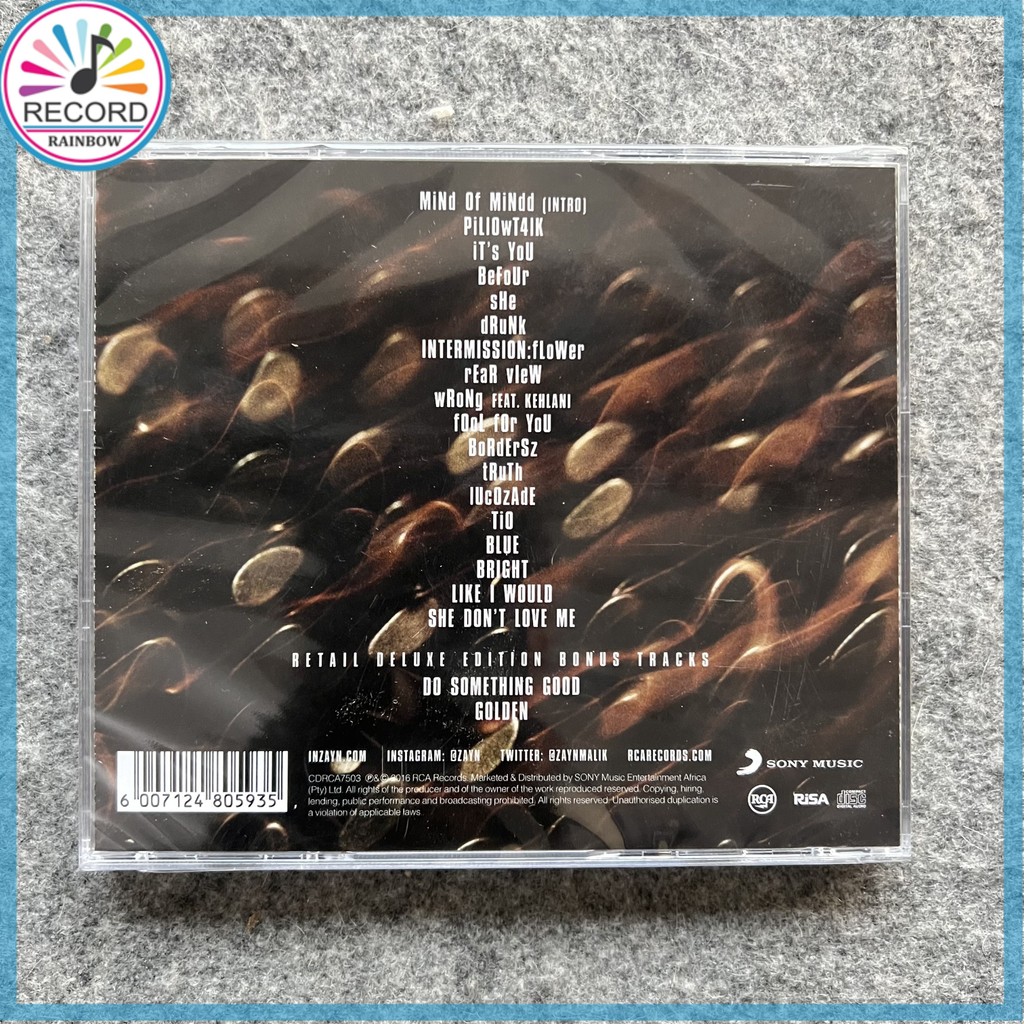 RECORD
RAINBOW
MiNd Of MiNdd (INTRO)
PiLlOwT4lK
iT's YoU
BeFoUr
sHe
dRuNk
INTERMISSION:fLoWer
rEaR vIeW
wRoNg FEAT. KEHLANI
fOoL fOr YoU
BoRdErSz
tRuTh
lUcOzAdE
TiO
BLUE
BRIGHT
LIKE I WOULD
SHE DON'T LOVE ME
RETAIL DELUXE EDITION BONUS TRACKS
DO SOMETHING GOOD
GOLDEN
INZAYN.COM INSTAGRAM: @ZAYN TWITTER: @ZAYNMALIK RCARECORDS.COM
CDRCA7503 ℗&© 2016 RCA Records. Marketed & Distributed by SONY Music Entertainment Africa
(Pty) Ltd. All rights of the producer and of the owner of the work reproduced reserved. Copying, hiring,
lending, public performance and broadcasting prohibited. All rights reserved. Unauthorised duplication is
a violation of applicable laws
6 007124 805935
SONY MUSIC
RCA
RiSA
COMPACT
disc
DIGITAL AUDIO